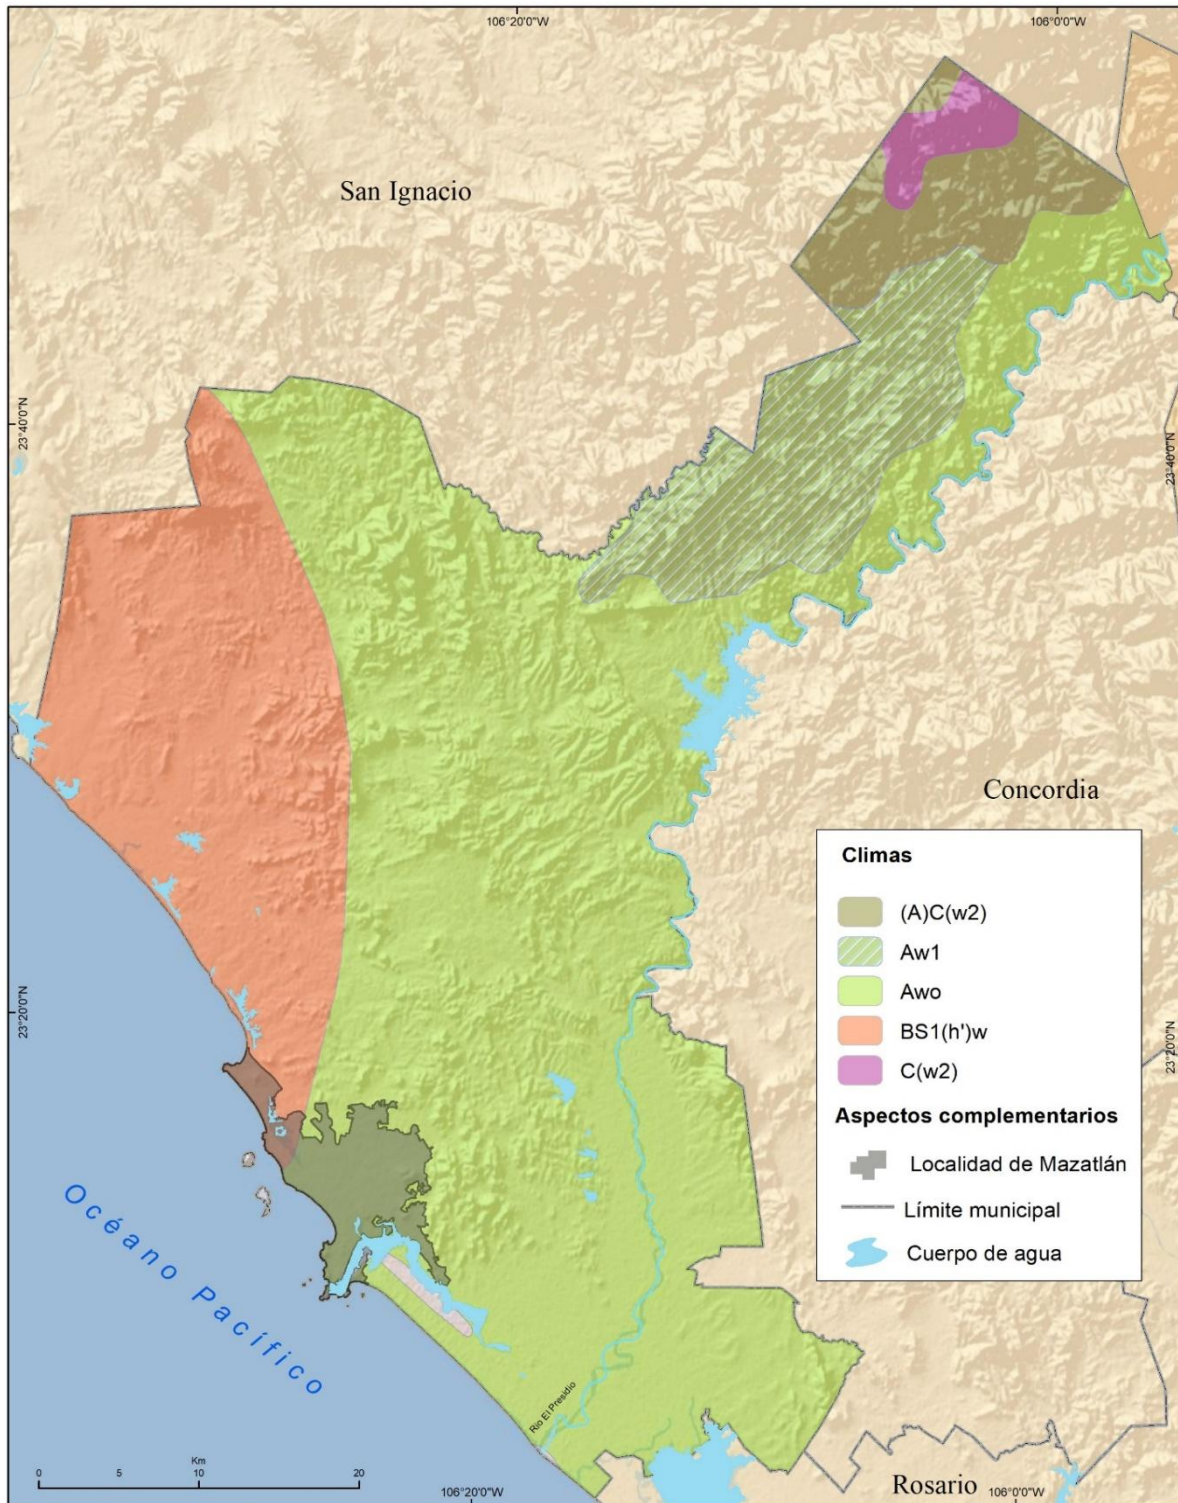 106°20'0"W
106°0'0"W
San Ignacio
23°40'0"N
23°40'0"N
Concordia
Climas
(A)C(w2)
Aw1
Awo
BS1(h')w
C(w2)
Aspectos complementarios
Localidad de Mazatlán
Límite municipal
Cuerpo de agua
23°20'0"N
23°20'0"N
Océano Pacífico
Rio El Presidio
Km
0 5 10 20
Rosario
106°20'0"W
106°0'0"W